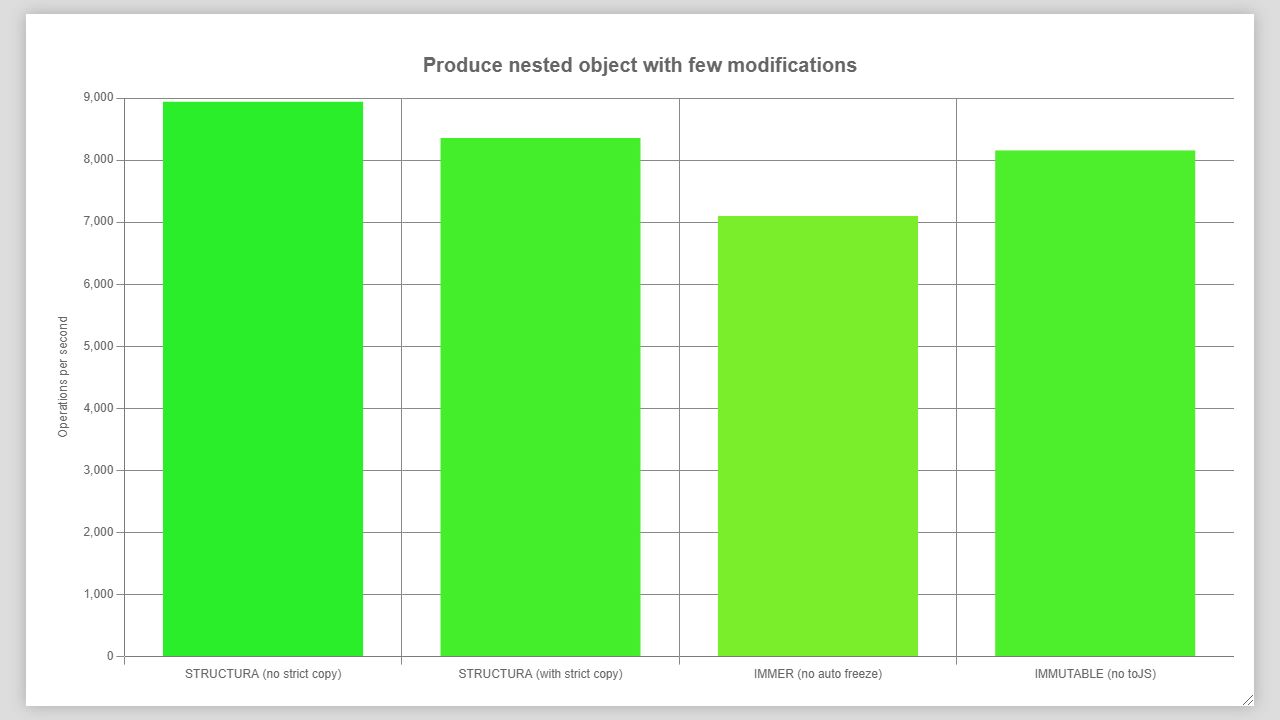 Produce nested object with few modifications
9,000
8,000
7,000
6,000
5,000
4,000
3,000
2,000
1,000
0
Operations per second
STRUCTURA (no strict copy)
STRUCTURA (with strict copy)
IMMER (no auto freeze)
IMMUTABLE (no toJS)